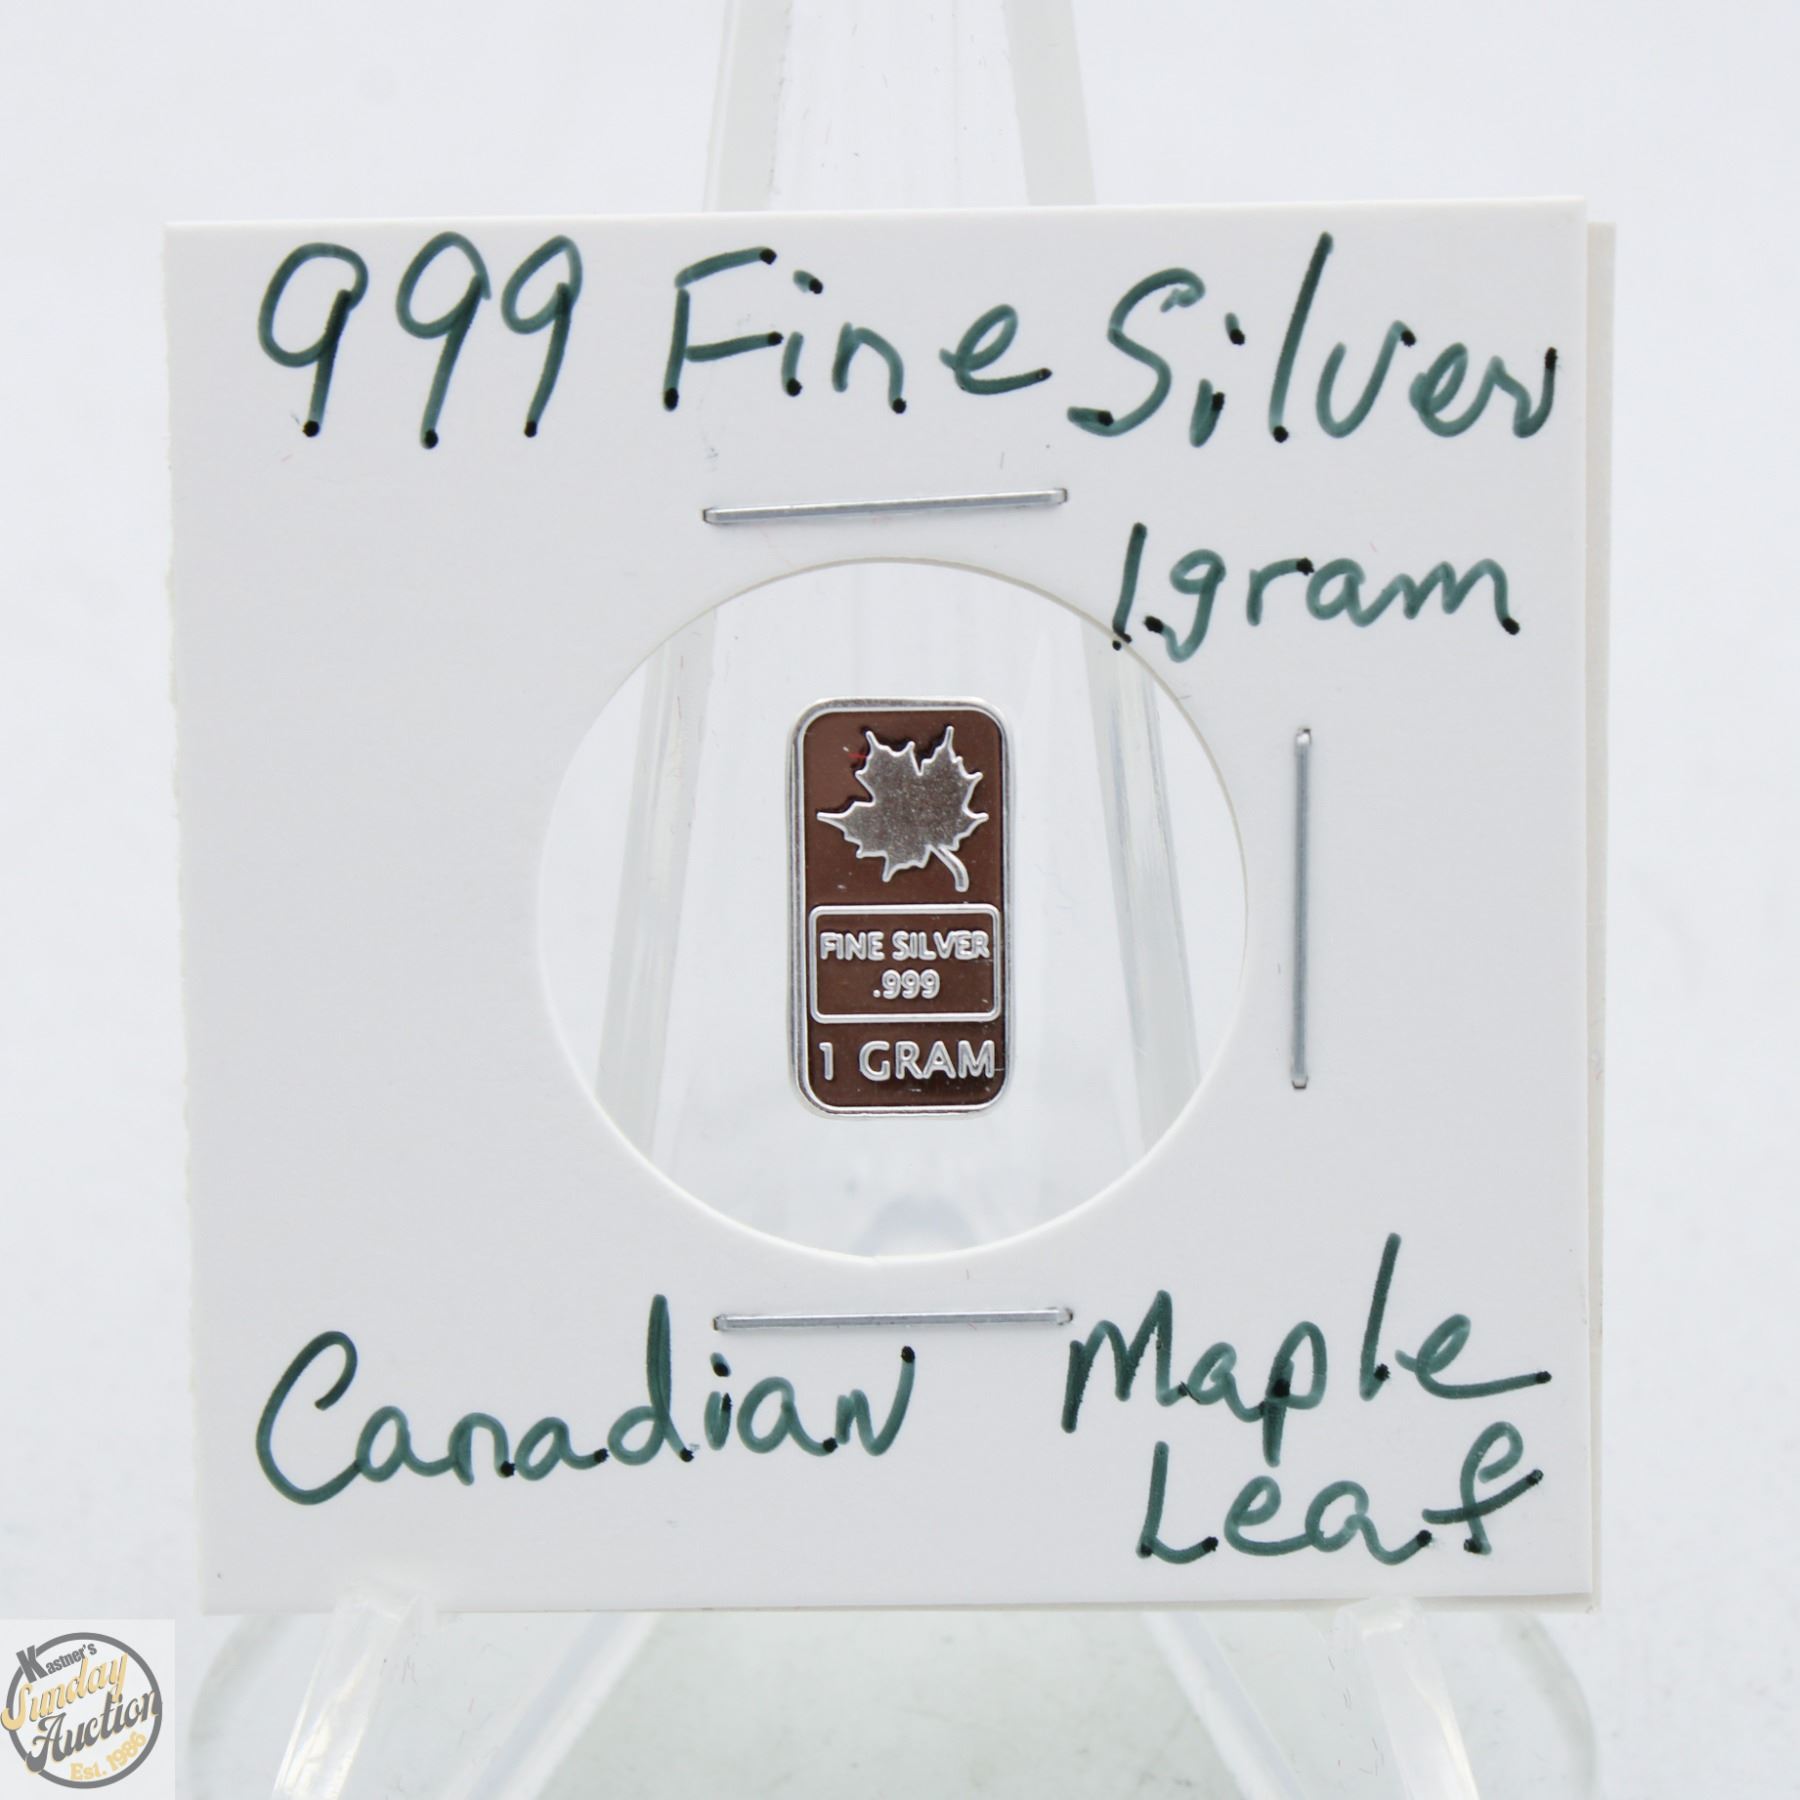 999 Fine Silver
1gram
FINE SILVER
.999
1 GRAM
Canadian Maple
Leaf
Kastner's
Sunday
Auction
Est. 1986